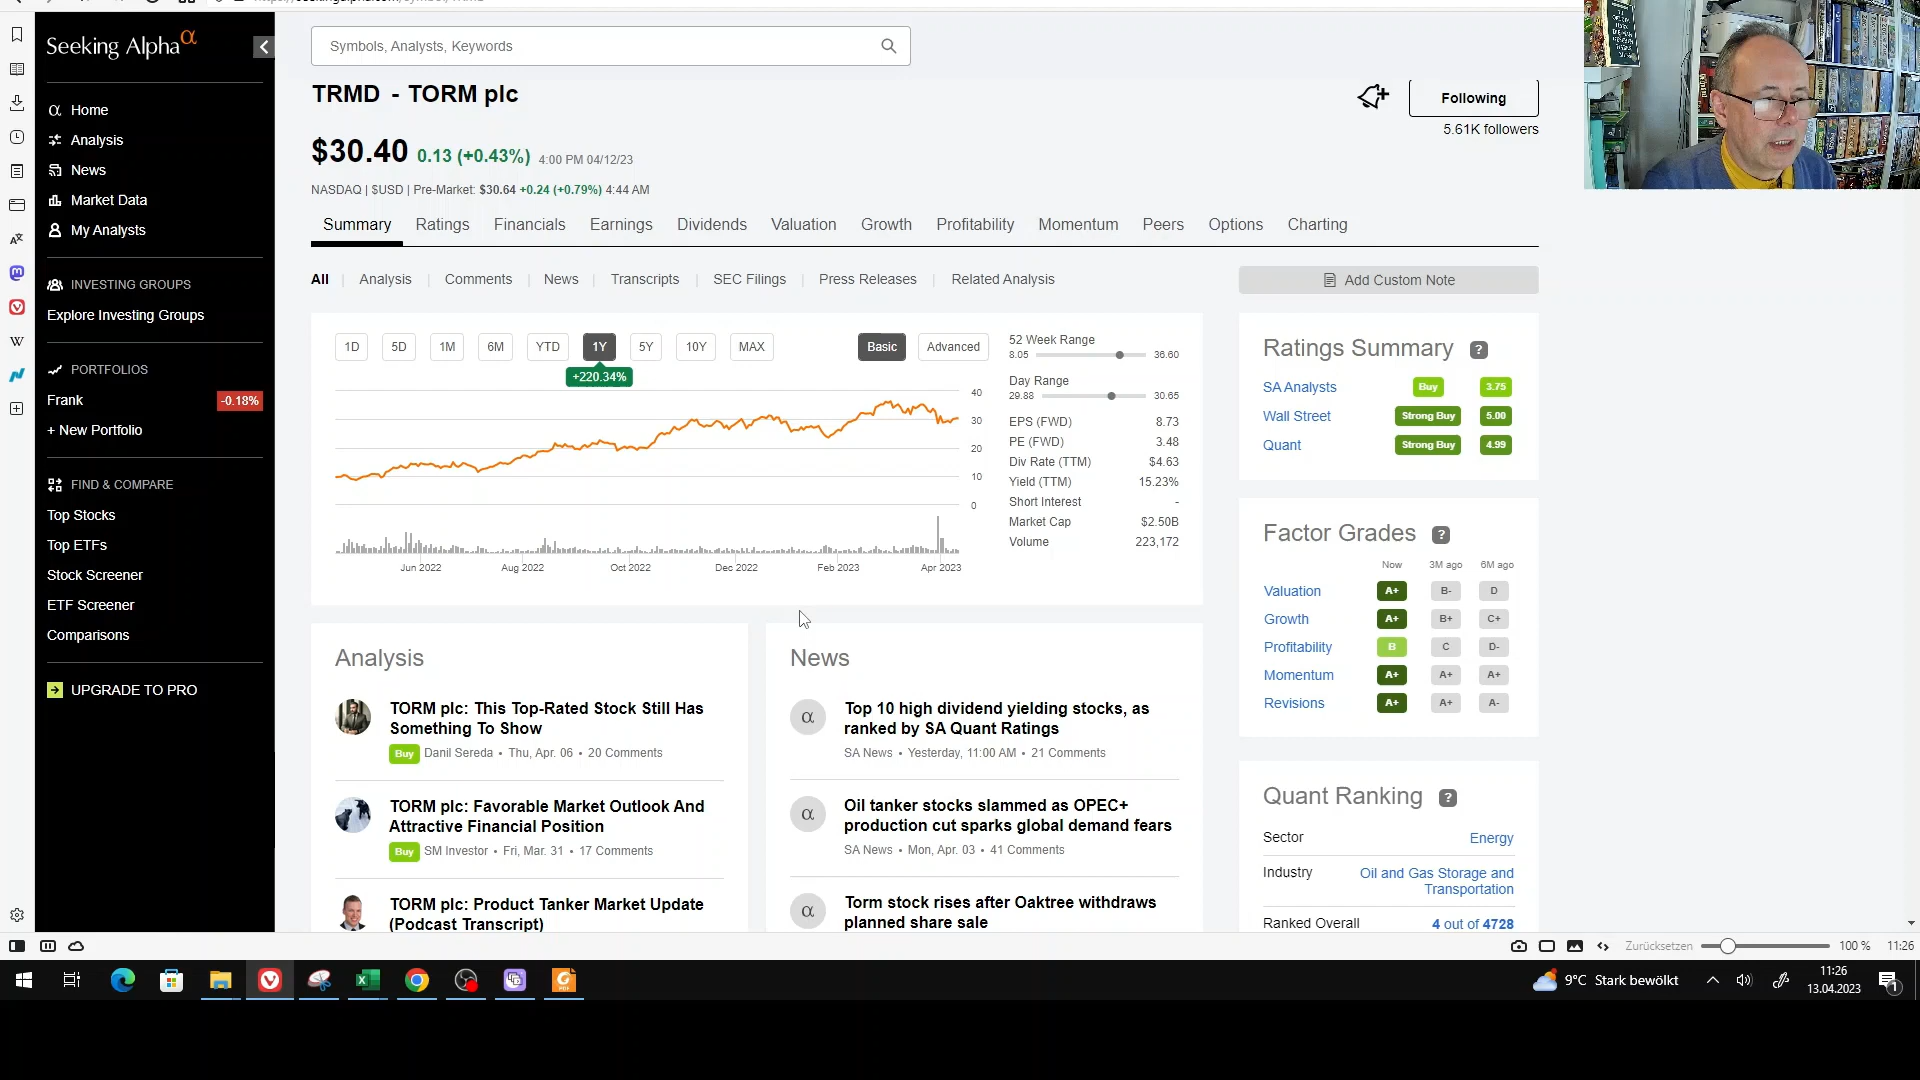 Seeking Alpha α
Symbols, Analysts, Keywords
Home
Analysis
News
Market Data
My Analysts
INVESTING GROUPS
Explore Investing Groups
PORTFOLIOS
Frank -0.18%
+ New Portfolio
FIND & COMPARE
Top Stocks
Top ETFs
Stock Screener
ETF Screener
Comparisons
UPGRADE TO PRO
TRMD - TORM plc
Following
5.61K followers
$30.40 0.13 (+0.43%) 4:00 PM 04/12/23
NASDAQ | $USD | Pre-Market: $30.64 +0.24 (+0.79%) 4:44 AM
Summary Ratings Financials Earnings Dividends Valuation Growth Profitability Momentum Peers Options Charting
All | Analysis | Comments | News | Transcripts | SEC Filings | Press Releases | Related Analysis
Add Custom Note
1D 5D 1M 6M YTD 1Y 5Y 10Y MAX
Basic Advanced
+220.34%
40
30
20
10
0
Jun 2022 Aug 2022 Oct 2022 Dec 2022 Feb 2023 Apr 2023
52 Week Range
8.05 36.60
Day Range
29.88 30.65
EPS (FWD) 8.73
PE (FWD) 3.48
Div Rate (TTM) $4.63
Yield (TTM) 15.23%
Short Interest -
Market Cap $2.50B
Volume 223,172
Ratings Summary ?
SA Analysts Buy 3.75
Wall Street Strong Buy 5.00
Quant Strong Buy 4.99
Factor Grades ?
Now 3M ago 6M ago
Valuation A+ B- D
Growth A+ B+ C+
Profitability B C D-
Momentum A+ A+ A+
Revisions A+ A+ A-
Quant Ranking ?
Sector Energy
Industry Oil and Gas Storage and
Transportation
Ranked Overall 4 out of 4728
Analysis
TORM plc: This Top-Rated Stock Still Has
Something To Show
Buy Danil Sereda • Thu, Apr. 06 • 20 Comments
TORM plc: Favorable Market Outlook And
Attractive Financial Position
Buy SM Investor • Fri, Mar. 31 • 17 Comments
TORM plc: Product Tanker Market Update
(Podcast Transcript)
News
Top 10 high dividend yielding stocks, as
ranked by SA Quant Ratings
SA News • Yesterday, 11:00 AM • 21 Comments
Oil tanker stocks slammed as OPEC+
production cut sparks global demand fears
SA News • Mon, Apr. 03 • 41 Comments
Torm stock rises after Oaktree withdraws
planned share sale
Zurücksetzen 100 % 11:26
9°C Stark bewölkt
11:26
13.04.2023
1